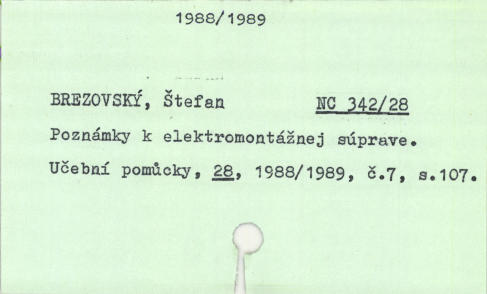 1988/1989
BREZOVSKÝ, Štefan NC 342/28
Poznámky k elektromontážnej súprave.
Učební pomůcky, 28, 1988/1989, č.7, s.107.